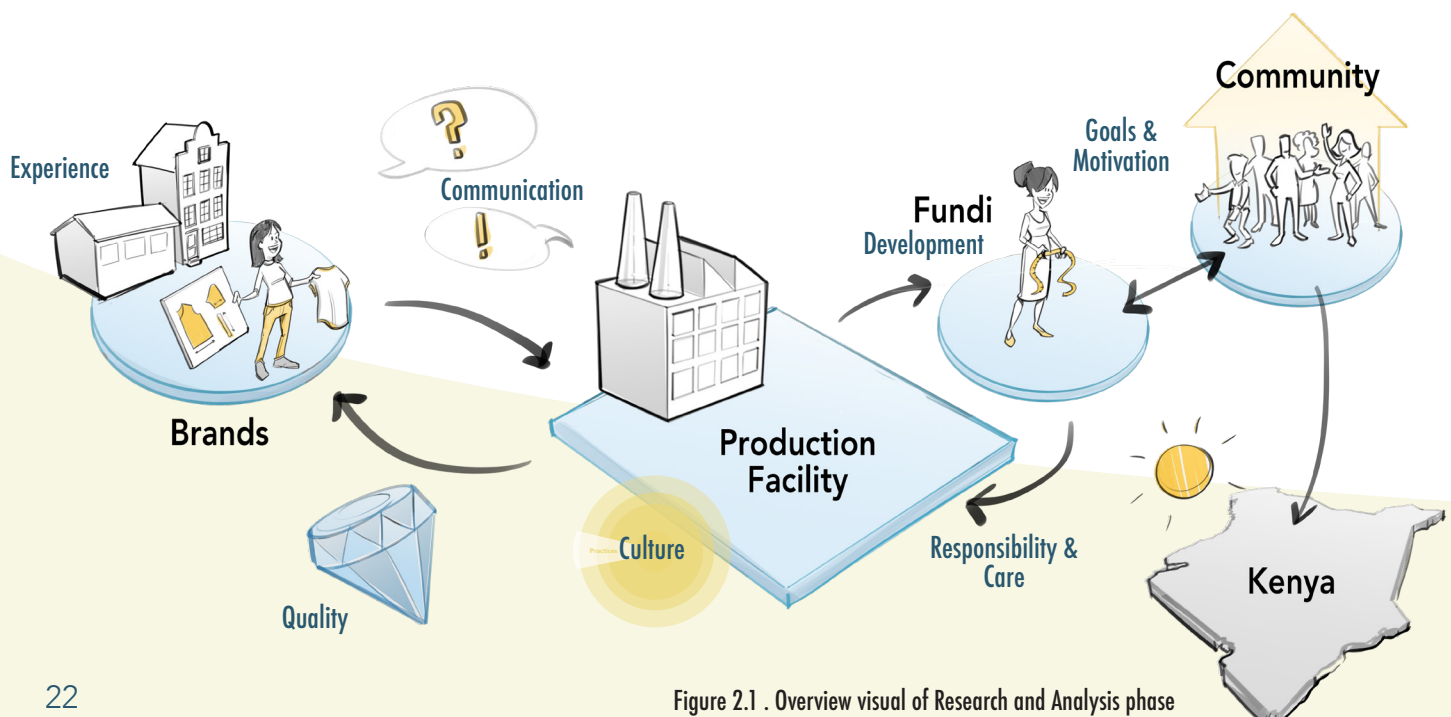 Community
Goals &
Motivation
Experience
?
Communication
!
Fundi
Development
Brands
Production
Facility
Practices
Culture
Responsibility &
Care
Quality
Kenya
22
Figure 2.1 . Overview visual of Research and Analysis phase